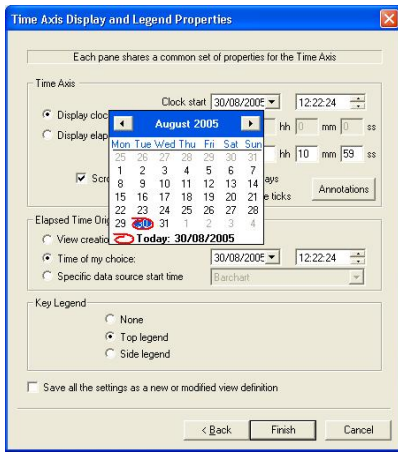 Time Axis Display and Legend Properties
Each pane shares a common set of properties for the Time Axis
Time Axis
Clock start 30/08/2005 12:22:24
Display cloc
August 2005
hh 0 mm 0 ss
Display elap
Mon Tue Wed Thu Fri Sat Sun
25 26 27 28 29 30 31
hh 10 mm 59 ss
1 2 3 4 5 6 7
Scro
8 9 10 11 12 13 14
ays
15 16 17 18 19 20 21
e ticks
Annotations
22 23 24 25 26 27 28
Elapsed Time Orig
29 30 31 1 2 3 4
View creatio
Today: 30/08/2005
Time of my choice: 30/08/2005 12:22:24
Specific data source start time Barchart
Key Legend
None
Top legend
Side legend
Save all the settings as a new or modified view definition
< Back Finish Cancel